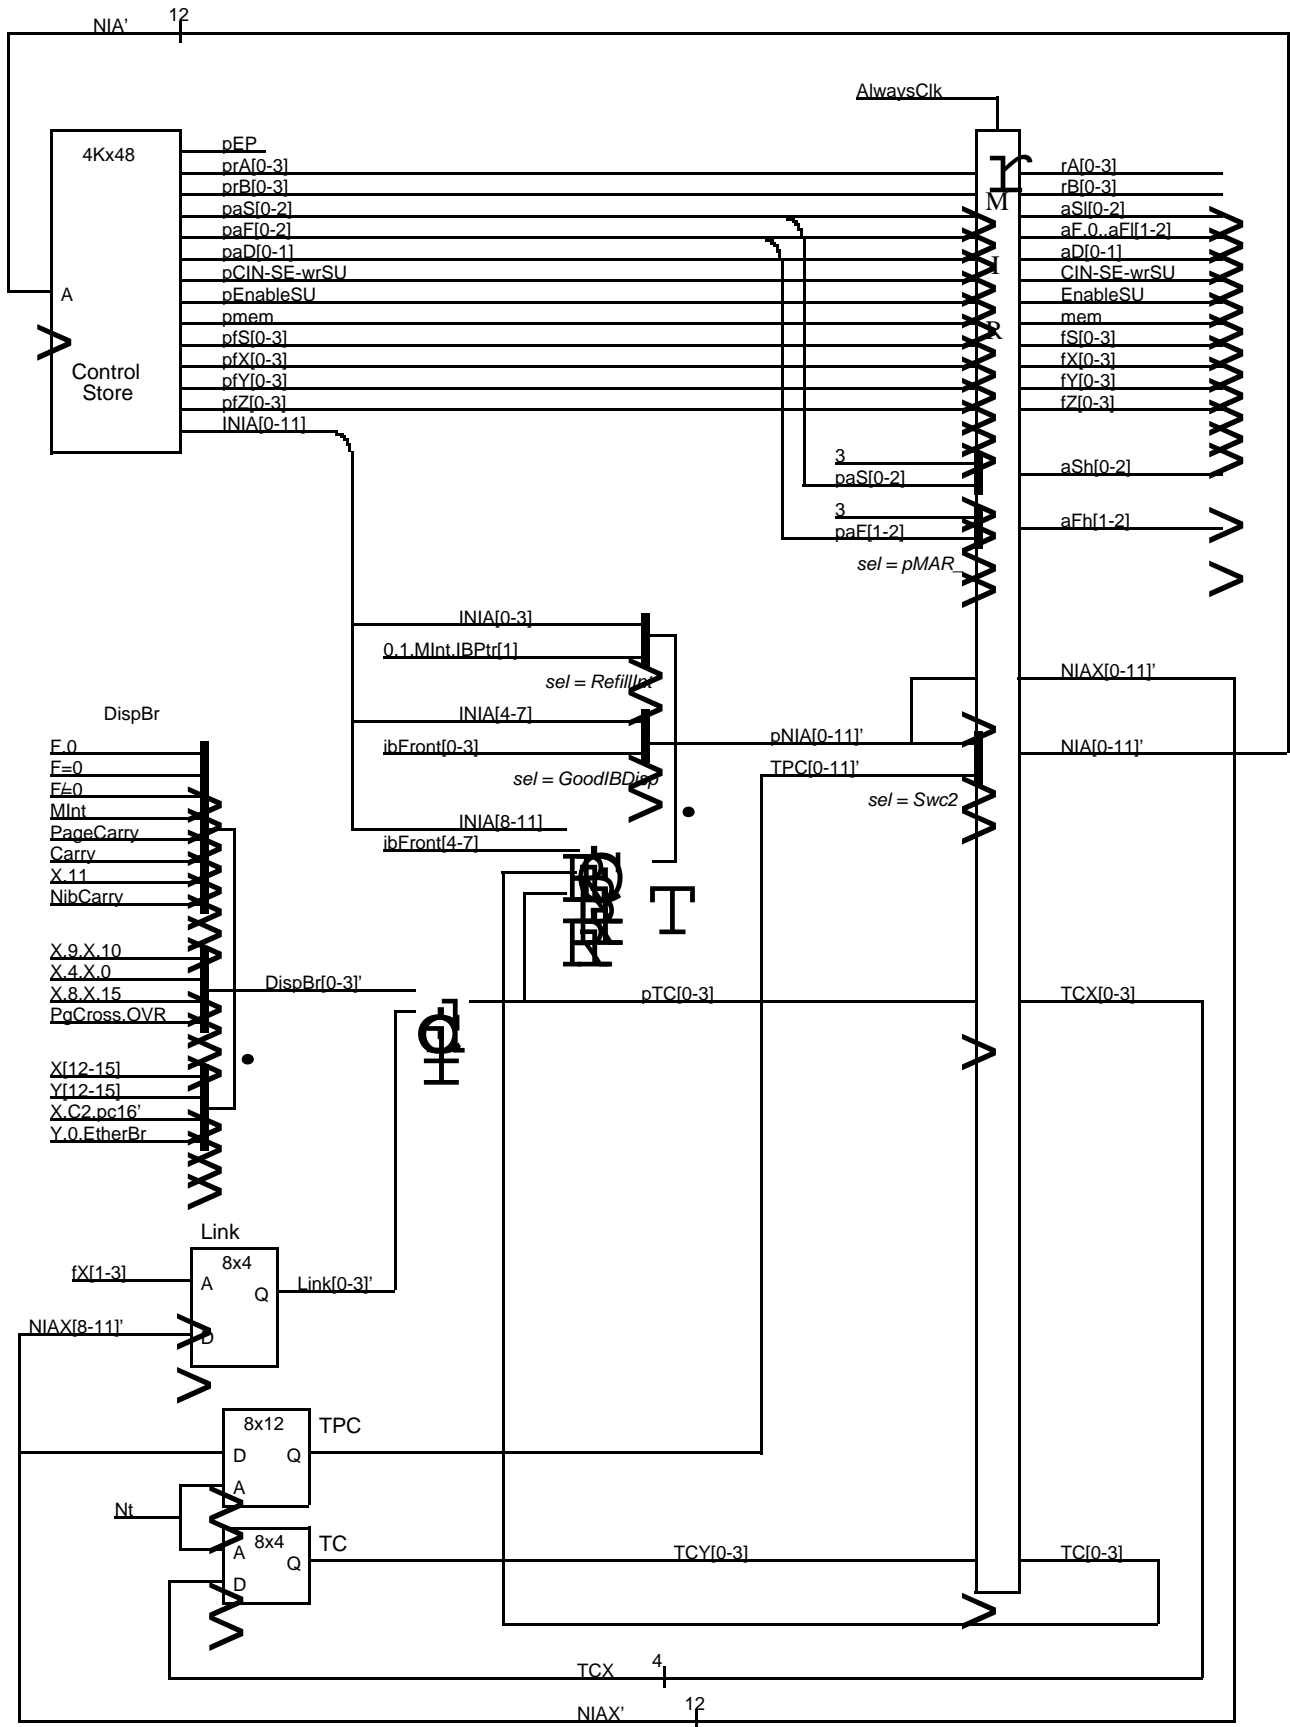 12
NIA'
AlwaysClk
4Kx48
A
Control
Store
pEP
prA[0-3]
prB[0-3]
paS[0-2]
paF[0-2]
paD[0-1]
pCIN-SE-wrSU
pEnableSU
pmem
pfS[0-3]
pfX[0-3]
pfY[0-3]
pfZ[0-3]
INIA[0-11]
M
I
R
rA[0-3]
rB[0-3]
aSl[0-2]
aF.0..aFl[1-2]
aD[0-1]
CIN-SE-wrSU
EnableSU
mem
fS[0-3]
fX[0-3]
fY[0-3]
fZ[0-3]
3
paS[0-2]
aSh[0-2]
3
paF[1-2]
aFh[1-2]
sel = pMAR_
INIA[0-3]
0.1.MInt.IBPtr[1]
sel = RefillInt
NIAX[0-11]'
INIA[4-7]
ibFront[0-3]
sel = GoodIBDisp
pNIA[0-11]'
TPC[0-11]'
sel = Swc2
NIA[0-11]'
INIA[8-11]
ibFront[4-7]
T
DispBr
F.0
F=0
F≠0
MInt
PageCarry
Carry
X.11
NibCarry
X.9.X.10
X.4.X.0
X.8.X.15
PgCross.OVR
X[12-15]
Y[12-15]
X.C2.pc16'
Y.0.EtherBr
DispBr[0-3]'
pTC[0-3]
TCX[0-3]
Link
8x4
fX[1-3]
A
Q
Link[0-3]'
NIAX[8-11]'
D
8x12
TPC
D
Q
A
Nt
8x4
TC
A
Q
D
TCY[0-3]
TC[0-3]
4
TCX
12
NIAX'